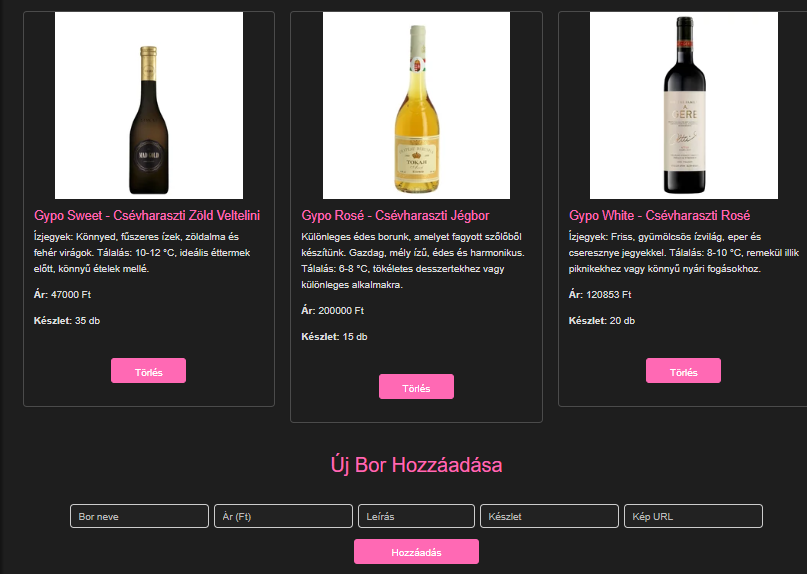 MAR GOLD
TOKAJI
GERE
Gypo Sweet - Csévharaszti Zöld Veltelini
Ízjegyek: Könnyed, fűszeres ízek, zöldalma és
fehér virágok. Tálalás: 10-12 °C, ideális éttermek
előtt, könnyű ételek mellé.
Ár: 47000 Ft
Készlet: 35 db
Törlés
Gypo Rosé - Csévharaszti Jégbor
Különleges édes borunk, amelyet fagyott szőlőből
készítünk. Gazdag, mély ízű, édes és harmonikus.
Tálalás: 6-8 °C, tökéletes desszertekhez vagy
különleges alkalmakra.
Ár: 200000 Ft
Készlet: 15 db
Törlés
Gypo White - Csévharaszti Rosé
Ízjegyek: Friss, gyümölcsös ízvilág, eper és
cseresznye jegyekkel. Tálalás: 8-10 °C, remekül illik
piknikekhez vagy könnyű nyári fogásokhoz.
Ár: 120853 Ft
Készlet: 20 db
Törlés
Új Bor Hozzáadása
Bor neve
Ár (Ft)
Leírás
Készlet
Kép URL
Hozzáadás